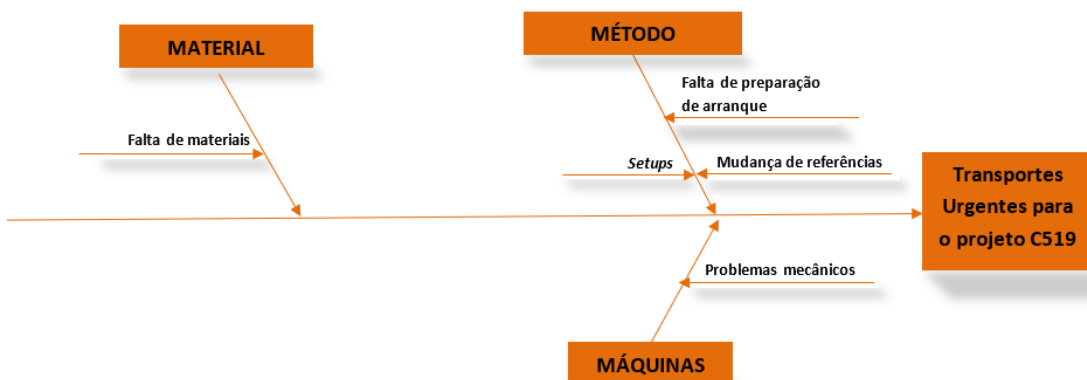 MATERIAL
MÉTODO
Falta de preparação
de arranque
Falta de materiais
Setups
Mudança de referências
Transportes
Urgentes para
o projeto C519
Problemas mecânicos
MÁQUINAS